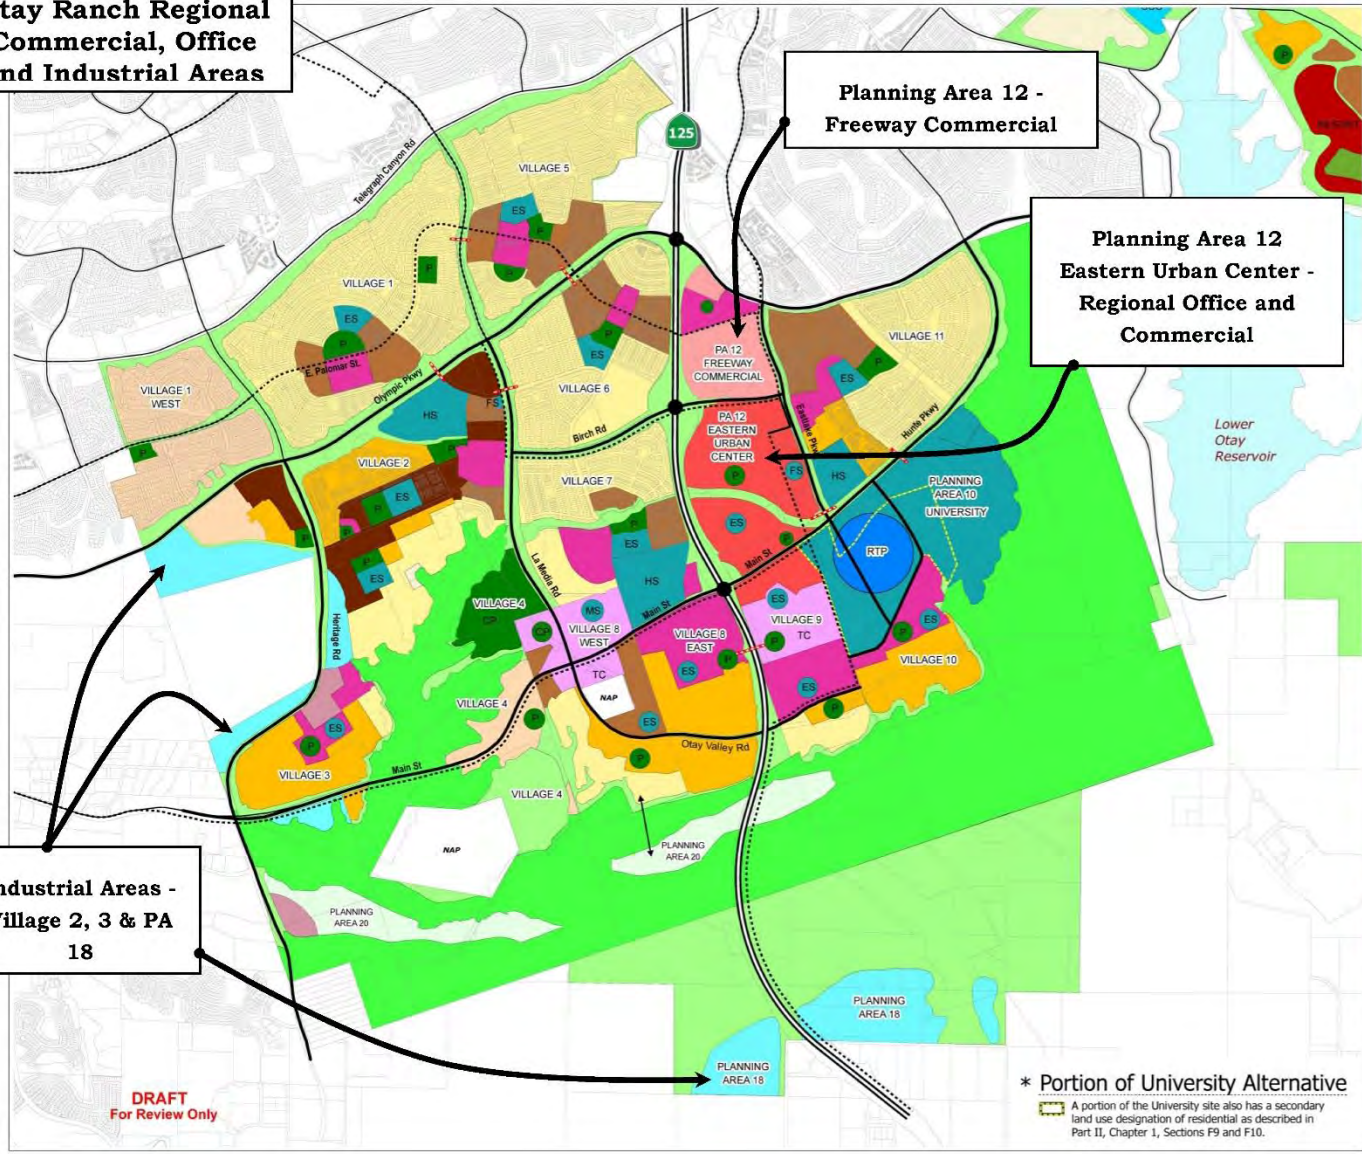 tay Ranch Regional
Commercial, Office
nd Industrial Areas
Planning Area 12 -
Freeway Commercial
Planning Area 12
Eastern Urban Center -
Regional Office and
Commercial
ndustrial Areas -
Village 2, 3 & PA
18
125
Telegraph Canyon Rd
VILLAGE 5
ES
P
P
VILLAGE 1
P
ES
P
E. Palomar St.
Olympic Pkwy
VILLAGE 1
WEST
P
HS
FS
P
ES
VILLAGE 6
Birch Rd
PA 12
FREEWAY
COMMERCIAL
VILLAGE 11
P
ES
Eastlake Pkwy
Hunte Pkwy
HS
PA 12
EASTERN
URBAN
CENTER
P
FS
Lower
Otay
Reservoir
VILLAGE 2
P
P
ES
P
P
P
ES
VILLAGE 7
P
ES
HS
ES
P
Main St
PLANNING
AREA 10
UNIVERSITY
RTP
La Media Rd
Heritage Rd
VILLAGE 4
CP
CP
MS
VILLAGE 8
WEST
TC
NAP
Main St
VILLAGE 8
EAST
P
ES
ES
VILLAGE 9
TC
P
ES
P
ES
P
VILLAGE 10
ES
P
VILLAGE 3
Main St
VILLAGE 4
P
ES
P
Otay Valley Rd
VILLAGE 4
NAP
PLANNING
AREA 20
PLANNING
AREA 20
PLANNING
AREA 18
PLANNING
AREA 18
P
DRAFT
For Review Only
* Portion of University Alternative
A portion of the University site also has a secondary
land use designation of residential as described in
Part II, Chapter 1, Sections F9 and F10.